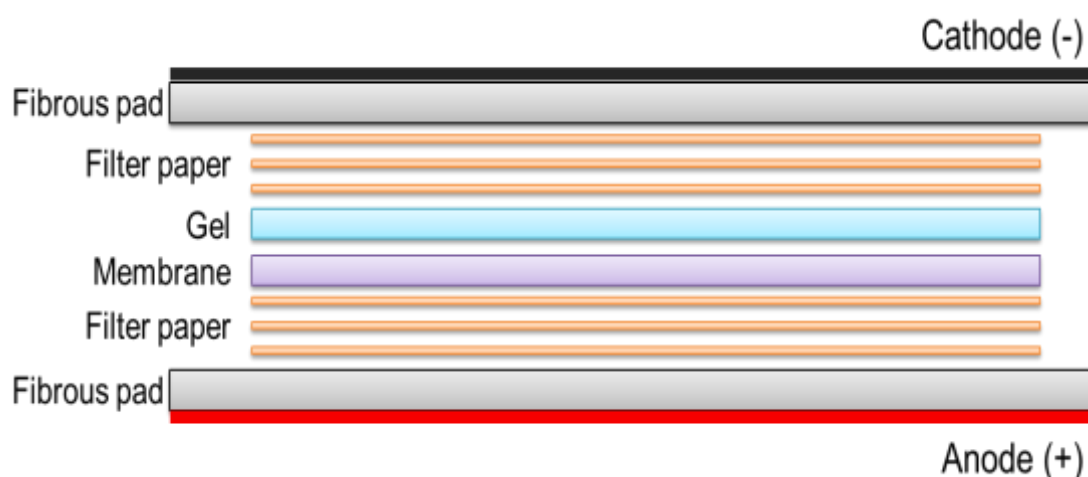 Cathode (-)
Fibrous pad
Filter paper
Gel
Membrane
Filter paper
Fibrous pad
Anode (+)